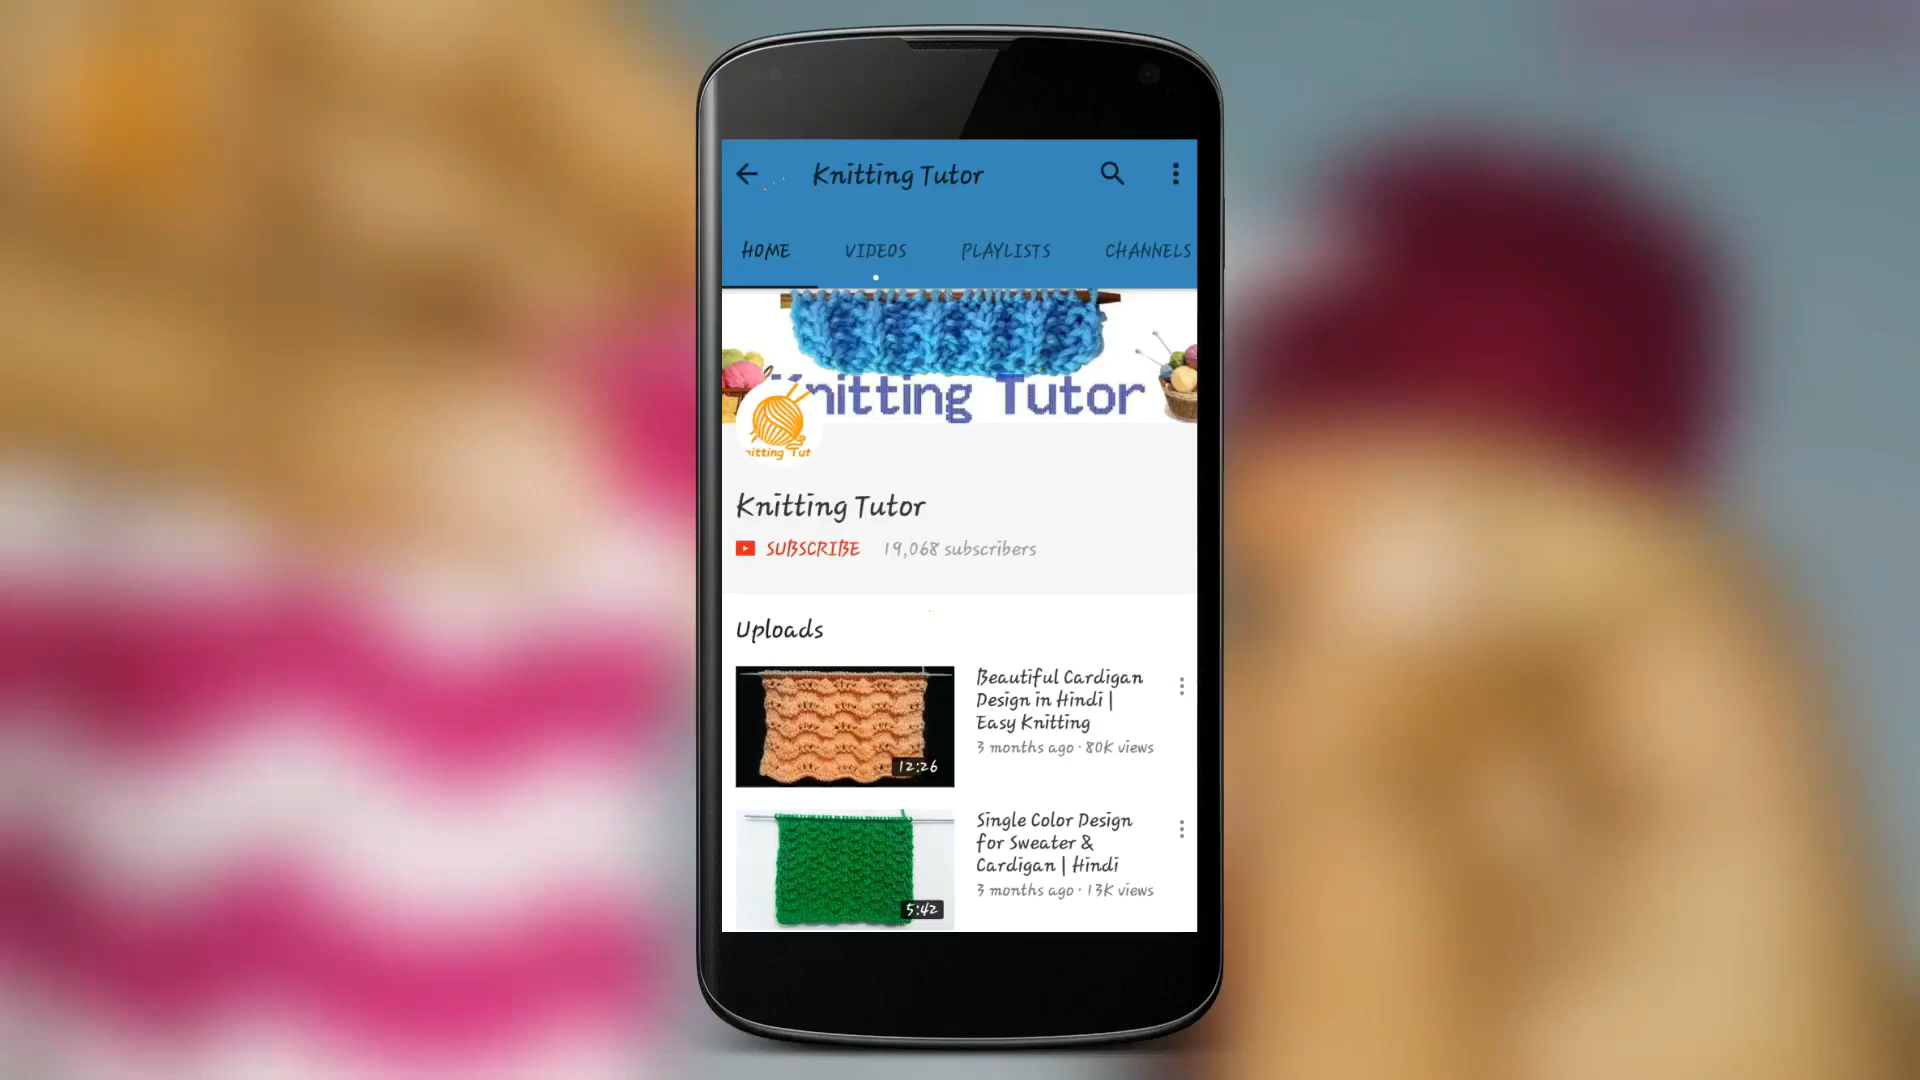 Knitting Tutor
HOME VIDEOS PLAYLISTS CHANNELS
Knitting Tutor
nitting Tut
Knitting Tutor
SUBSCRIBE 19,068 subscribers
Uploads
Beautiful Cardigan
Design in Hindi |
Easy Knitting
3 months ago · 80K views
12:26
Single Color Design
for Sweater &
Cardigan | Hindi
3 months ago · 13K views
5:42